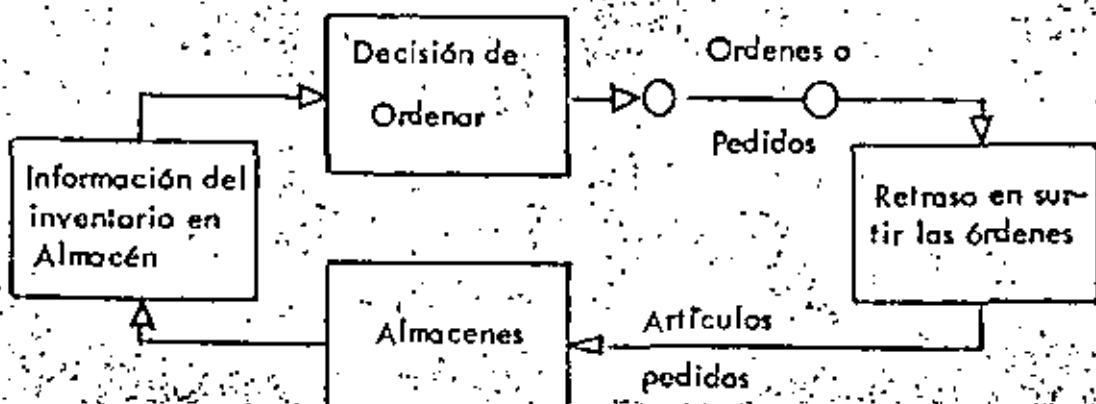 Decisión de
Ordenar
Ordenes o
Pedidos
Información del
inventario en
Almacén
Retraso en sur-
tir las órdenes
Almacenes
Artículos
pedidos